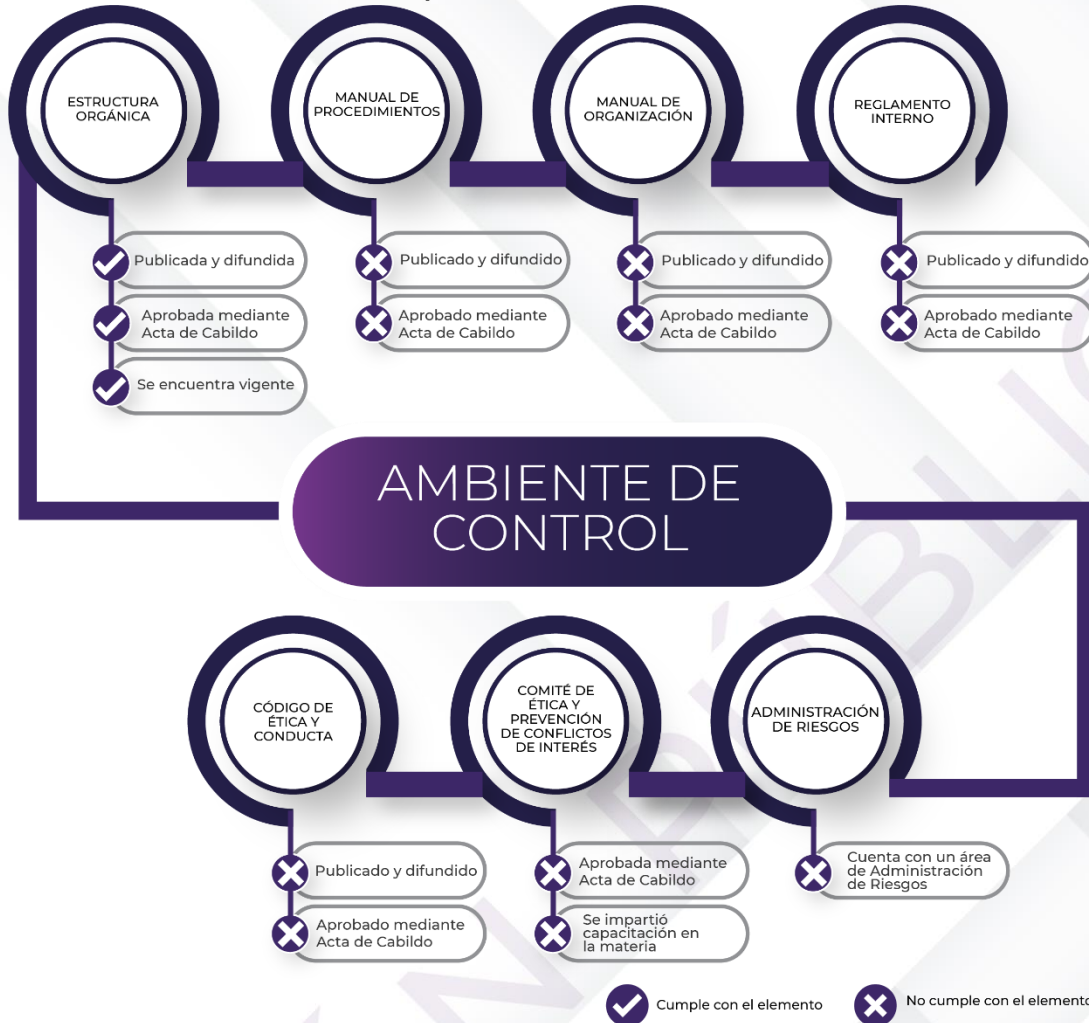 ESTRUCTURA
ORGÁNICA
MANUAL DE
PROCEDIMIENTOS
MANUAL DE
ORGANIZACIÓN
REGLAMENTO
INTERNO
Publicada y difundida
Aprobada mediante
Acta de Cabildo
Se encuentra vigente
Publicado y difundido
Aprobado mediante
Acta de Cabildo
Publicado y difundido
Aprobado mediante
Acta de Cabildo
Publicado y difundido
Aprobado mediante
Acta de Cabildo
AMBIENTE DE
CONTROL
CÓDIGO DE
ÉTICA Y
CONDUCTA
COMITÉ DE
ÉTICA Y
PREVENCIÓN
DE CONFLICTOS
DE INTERÉS
ADMINISTRACIÓN
DE RIESGOS
Publicado y difundido
Aprobado mediante
Acta de Cabildo
Aprobada mediante
Acta de Cabildo
Se impartió
capacitación en
la materia
Cuenta con un área
de Administración
de Riesgos
Cumple con el elemento
No cumple con el elemento